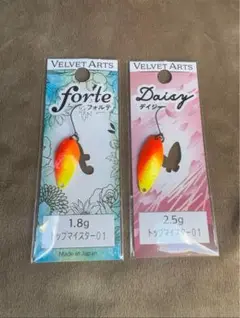 VELVET ARTS
forte
フォルテ
1.8g
トップマイスター01
Made in Japan
VELVET ARTS
Daisy
デイジー
2.5g
トップマイスター01